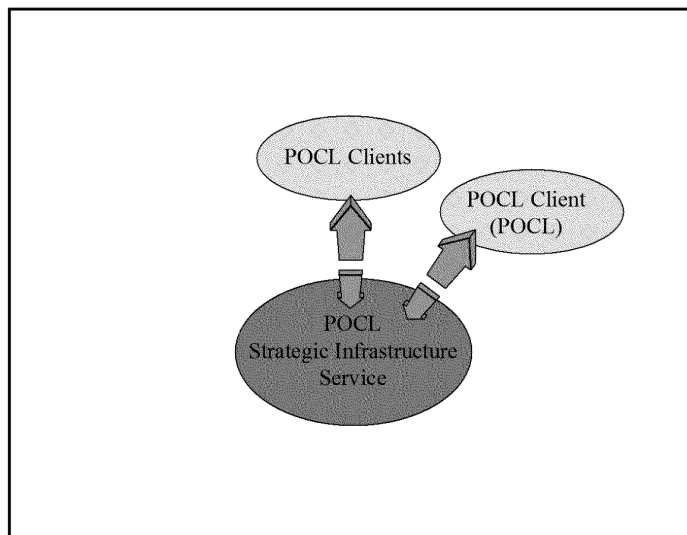 POCL Clients
POCL Client
(POCL)
POCL
Strategic Infrastructure
Service